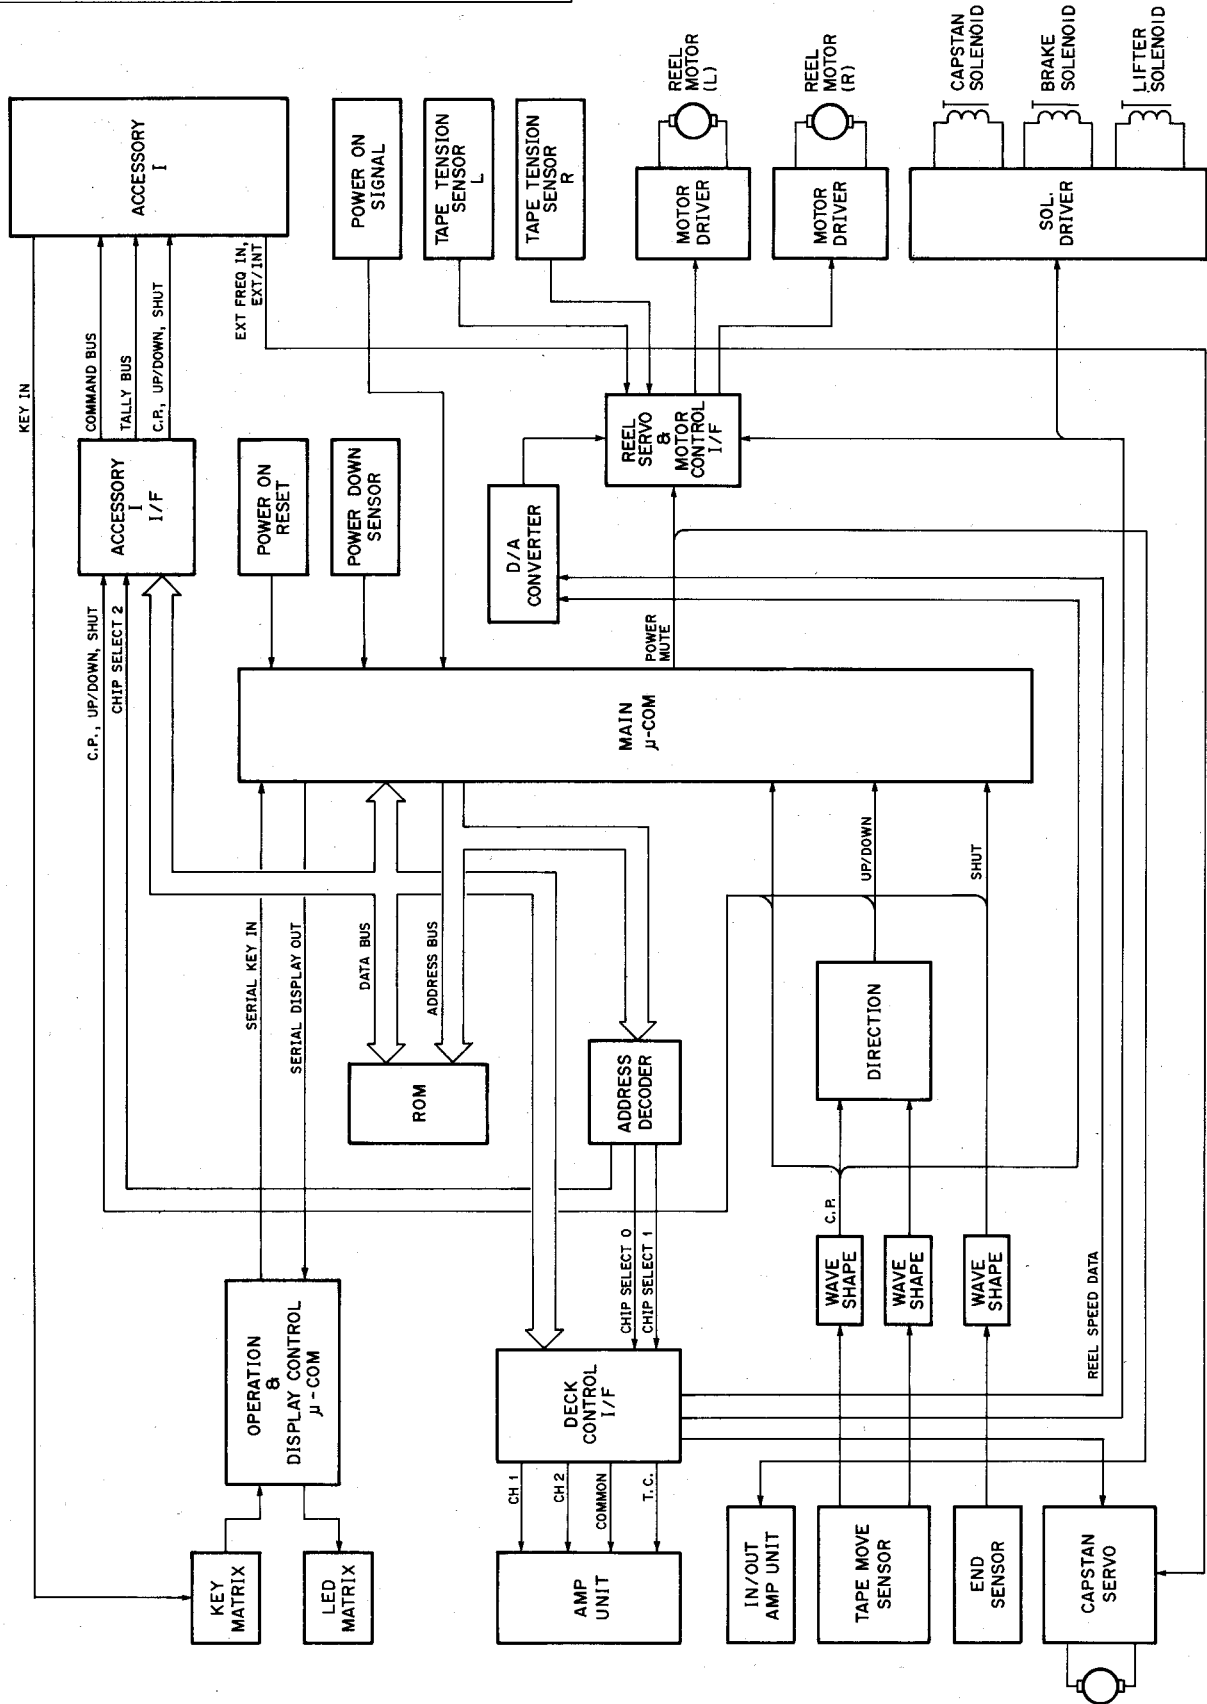 KEY MATRIX
LED MATRIX
AMP UNIT
IN/OUT AMP UNIT
TAPE MOVE SENSOR
END SENSOR
CAPSTAN SERVO
OPERATION
&
DISPLAY CONTROL
μ-COM
CH 1
CH 2
COMMON
T.C.
DECK CONTROL
I/F
CHIP SELECT 0
CHIP SELECT 1
WAVE SHAPE
WAVE SHAPE
WAVE SHAPE
C.P.
REEL SPEED DATA
ROM
ADDRESS DECODER
DIRECTION
SERIAL KEY IN
SERIAL DISPLAY OUT
DATA BUS
ADDRESS BUS
UP/DOWN
SHUT
C.P., UP/DOWN, SHUT
CHIP SELECT 2
MAIN
μ-COM
POWER MUTE
ACCESSORY
I
I/F
POWER ON RESET
POWER DOWN SENSOR
D/A CONVERTER
REEL SERVO
&
MOTOR CONTROL
I/F
KEY IN
COMMAND BUS
TALLY BUS
C.P., UP/DOWN, SHUT
EXT FREQ IN,
EXT/INT
ACCESSORY
I
POWER ON SIGNAL
TAPE TENSION SENSOR
L
TAPE TENSION SENSOR
R
MOTOR DRIVER
MOTOR DRIVER
SOL. DRIVER
REEL MOTOR
(L)
REEL MOTOR
(R)
CAPSTAN SOLENOID
BRAKE SOLENOID
LIFTER SOLENOID